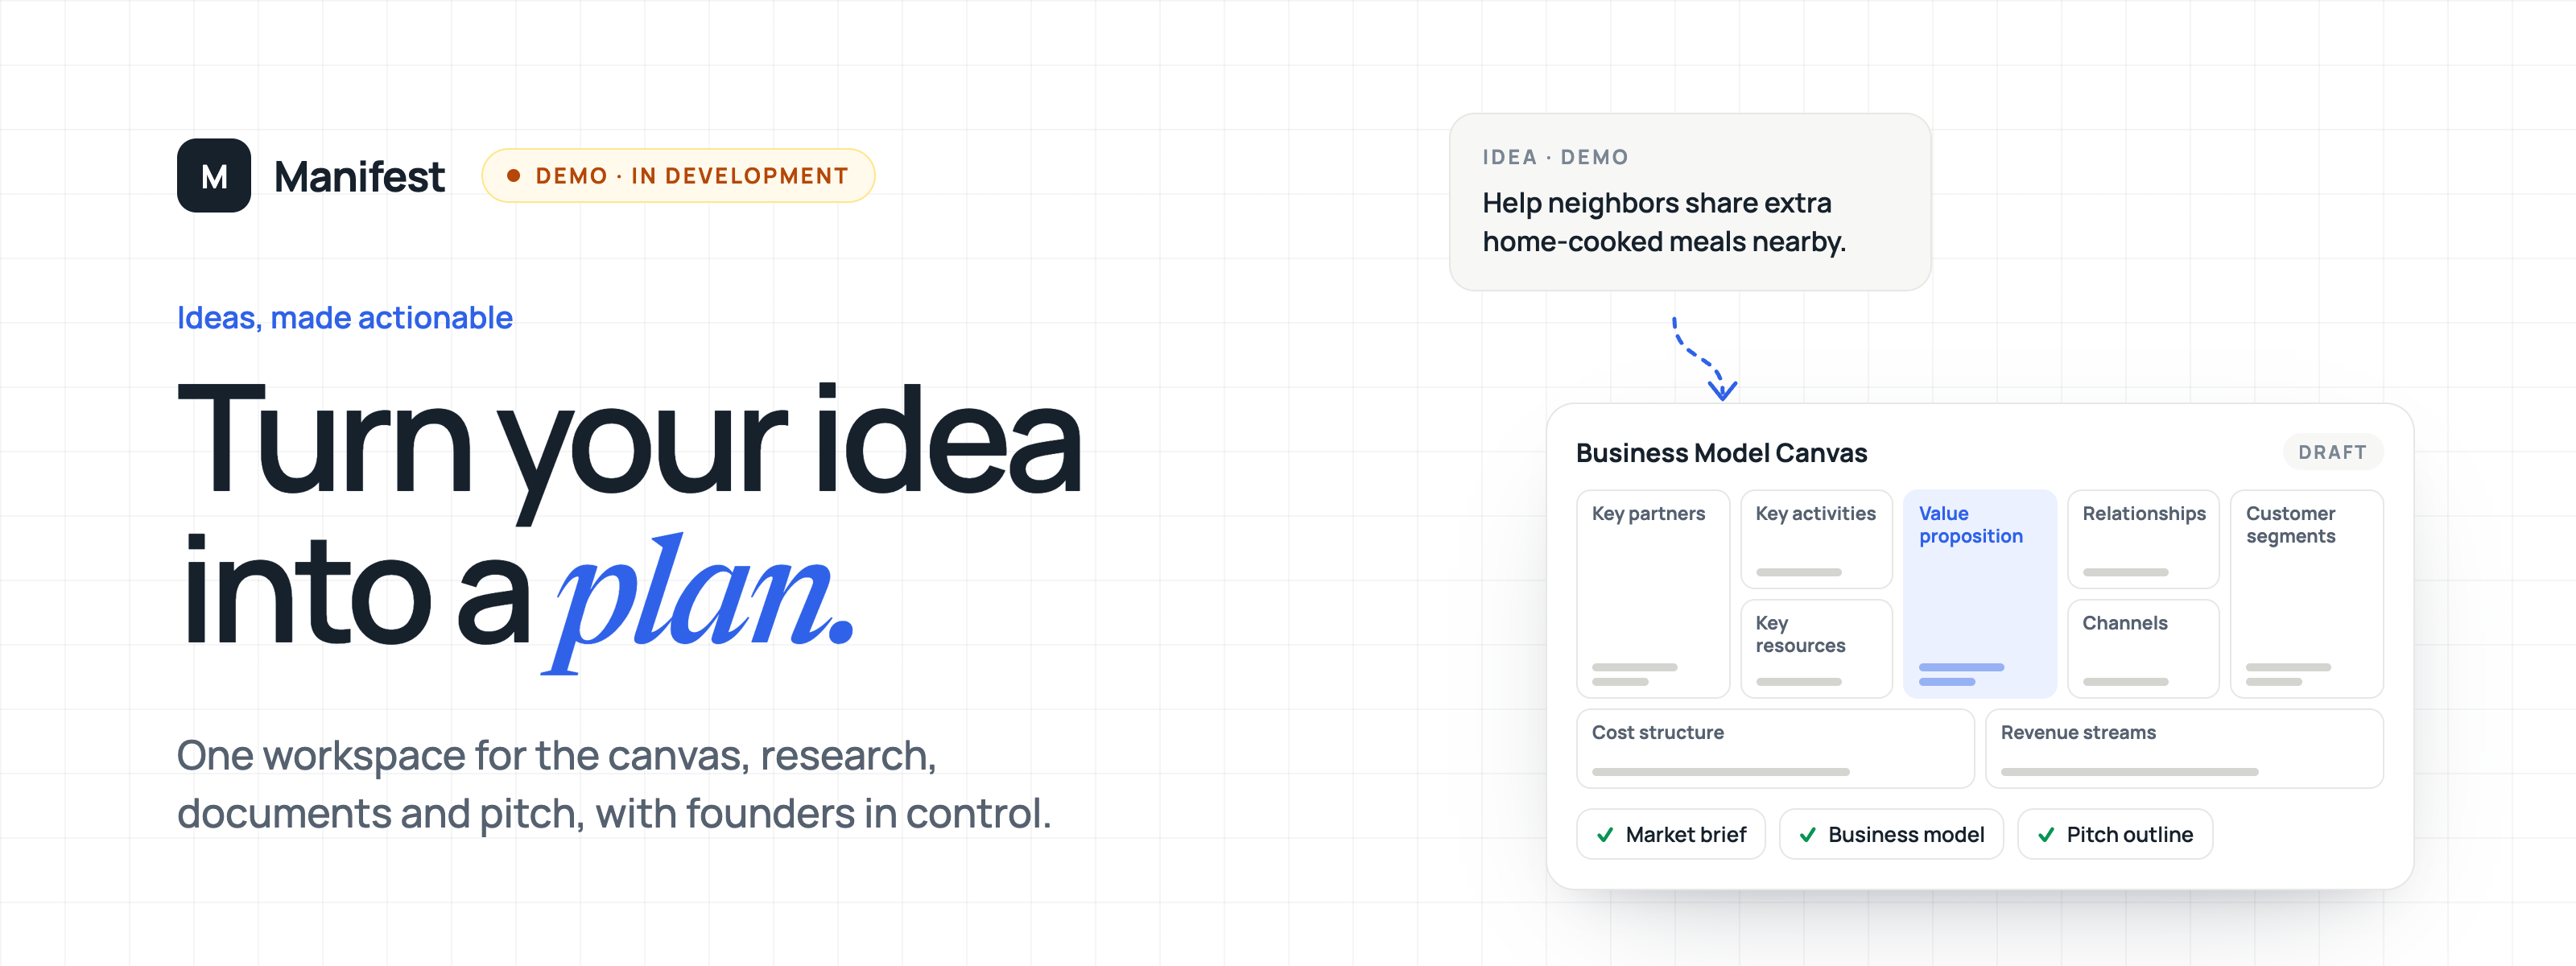 M
Manifest
DEMO · IN DEVELOPMENT
Ideas, made actionable
Turn your idea
into a plan.
One workspace for the canvas, research,
documents and pitch, with founders in control.
IDEA · DEMO
Help neighbors share extra
home-cooked meals nearby.
Business Model Canvas
DRAFT
Key partners
Key activities
Key
resources
Value
proposition
Relationships
Channels
Customer
segments
Cost structure
Revenue streams
Market brief
Business model
Pitch outline